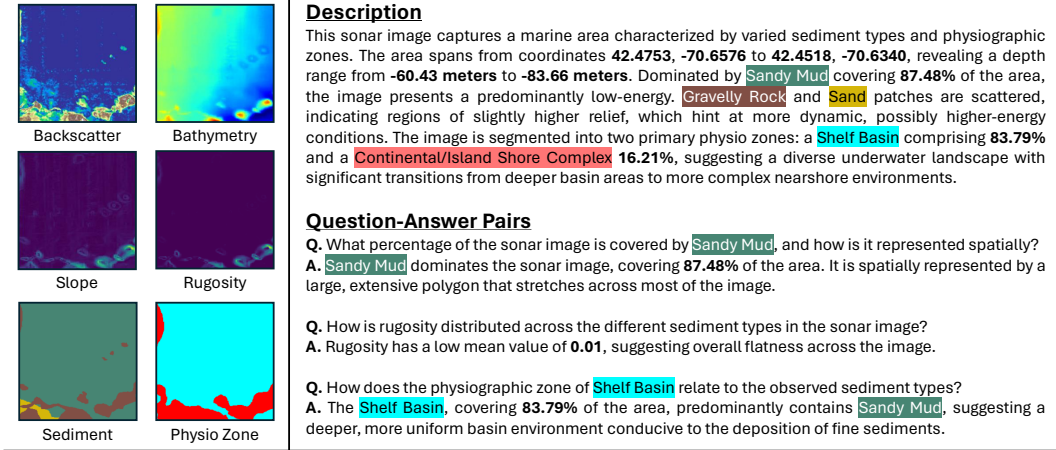 Backscatter
Bathymetry
Slope
Rugosity
Sediment
Physio Zone
Description
This sonar image captures a marine area characterized by varied sediment types and physiographic
zones. The area spans from coordinates 42.4753, -70.6576 to 42.4518, -70.6340, revealing a depth
range from -60.43 meters to -83.66 meters. Dominated by Sandy Mud covering 87.48% of the area,
the image presents a predominantly low-energy. Gravelly Rock and Sand patches are scattered,
indicating regions of slightly higher relief, which hint at more dynamic, possibly higher-energy
conditions. The image is segmented into two primary physio zones: a Shelf Basin comprising 83.79%
and a Continental/Island Shore Complex 16.21%, suggesting a diverse underwater landscape with
significant transitions from deeper basin areas to more complex nearshore environments.
Question-Answer Pairs
Q. What percentage of the sonar image is covered by Sandy Mud, and how is it represented spatially?
A. Sandy Mud dominates the sonar image, covering 87.48% of the area. It is spatially represented by a
large, extensive polygon that stretches across most of the image.
Q. How is rugosity distributed across the different sediment types in the sonar image?
A. Rugosity has a low mean value of 0.01, suggesting overall flatness across the image.
Q. How does the physiographic zone of Shelf Basin relate to the observed sediment types?
A. The Shelf Basin, covering 83.79% of the area, predominantly contains Sandy Mud, suggesting a
deeper, more uniform basin environment conducive to the deposition of fine sediments.